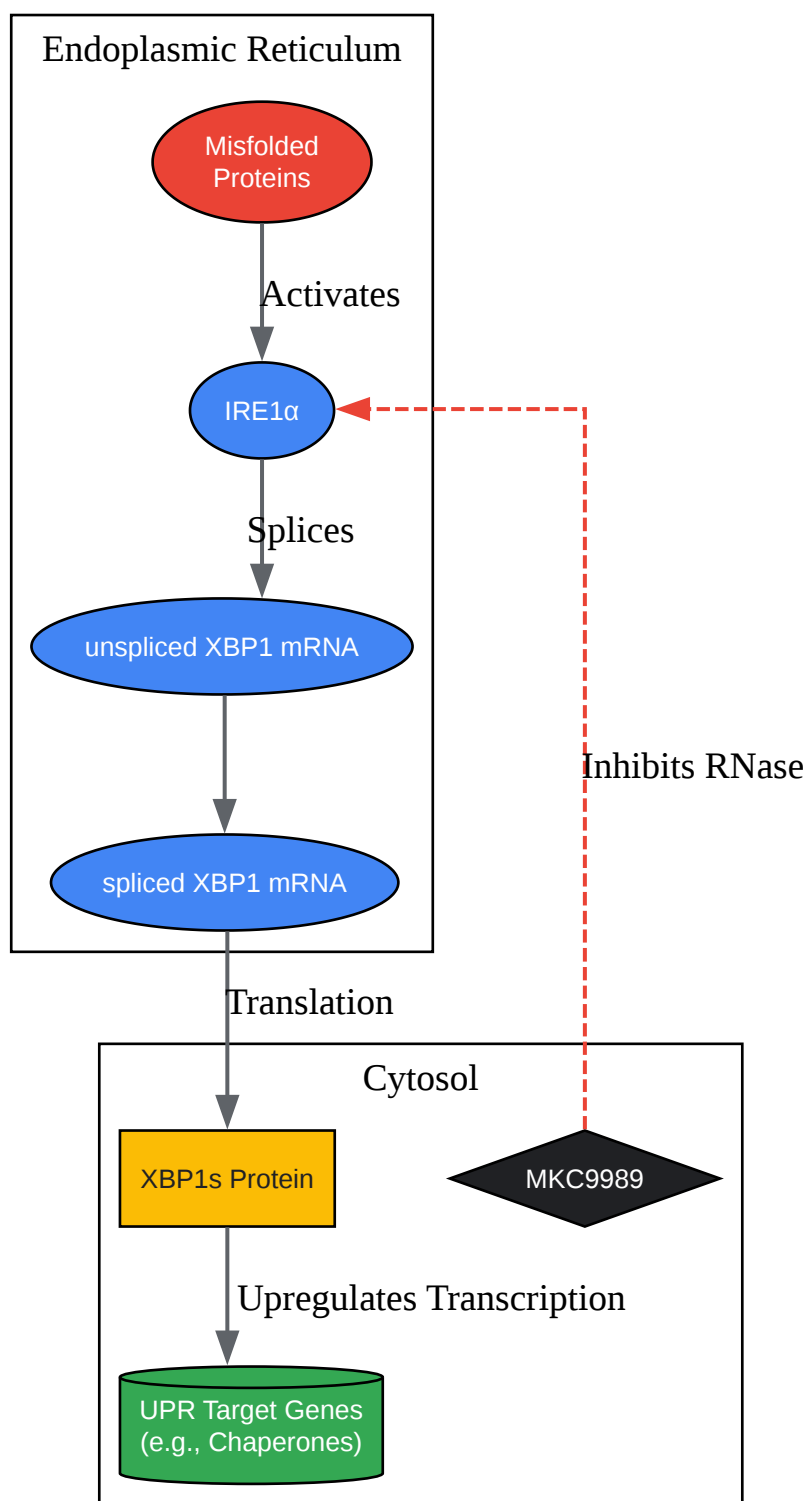 Endoplasmic Reticulum
Misfolded
Proteins
Activates
IRE1α
Splices
unspliced XBP1 mRNA
Inhibits RNase
spliced XBP1 mRNA
Translation
Cytosol
XBP1s Protein
MKC9989
Upregulates Transcription
UPR Target Genes
(e.g., Chaperones)